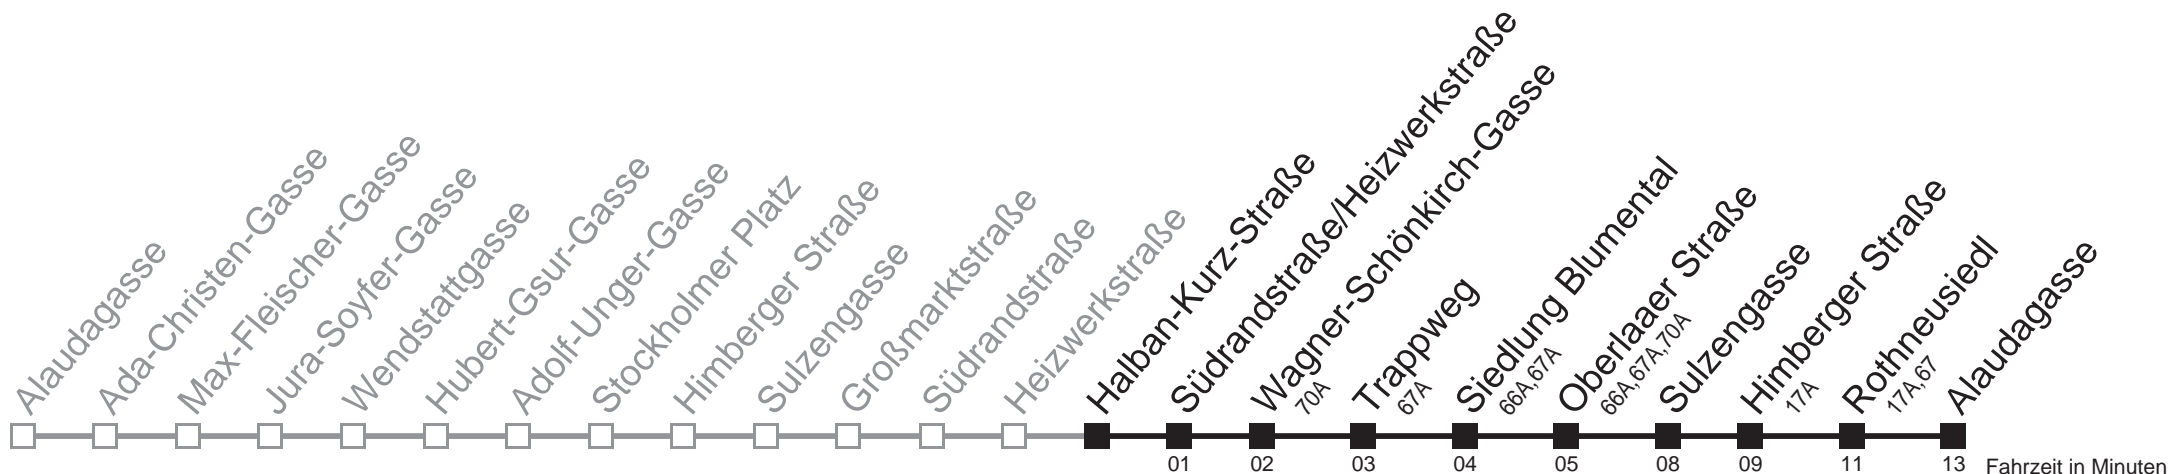 Alaudagasse
Ada-Christen-Gasse
Max-Fleischer-Gasse
Jura-Soyfer-Gasse
Wendstattgasse
Hubert-Gsur-Gasse
Adolf-Unger-Gasse
Stockholmer Platz
Himberger Straße
Sulzengasse
Großmarktstraße
Südrandstraße
Heizwerkstraße
Halban-Kurz-Straße
Südrandstraße/Heizwerkstraße
01
Wagner-Schönkirch-Gasse
70A
02
Trappweg
67A
03
Siedlung Blumental
66A,67A
04
Oberlaaer Straße
66A,67A,70A
05
Sulzengasse
08
Himberger Straße
17A
09
Rothneusiedl
17A,67
11
Alaudagasse
13
Fahrzeit in Minuten